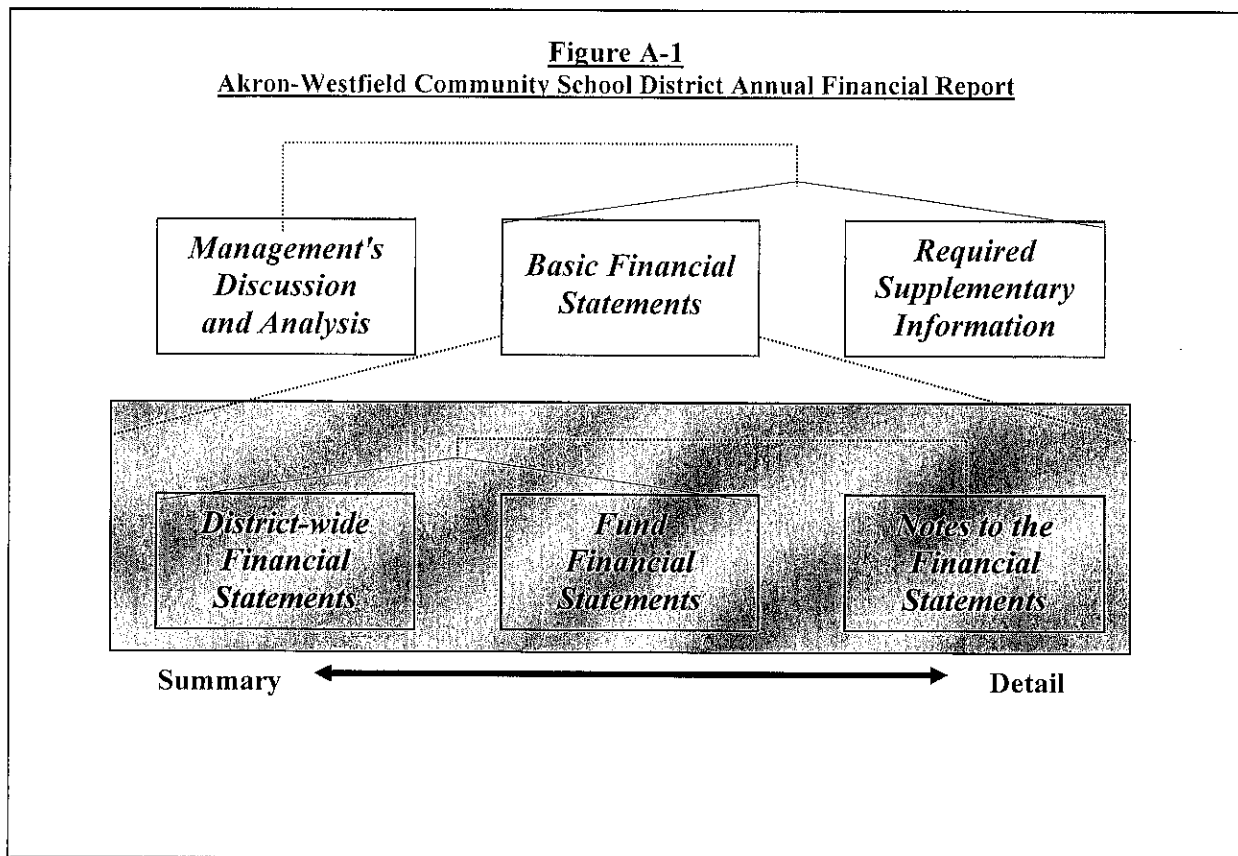 Figure A-1
Akron-Westfield Community School District Annual Financial Report
Management's
Discussion
and Analysis
Basic Financial
Statements
Required
Supplementary
Information
District-wide
Financial
Statements
Fund
Financial
Statements
Notes to the
Financial
Statements
Summary
Detail